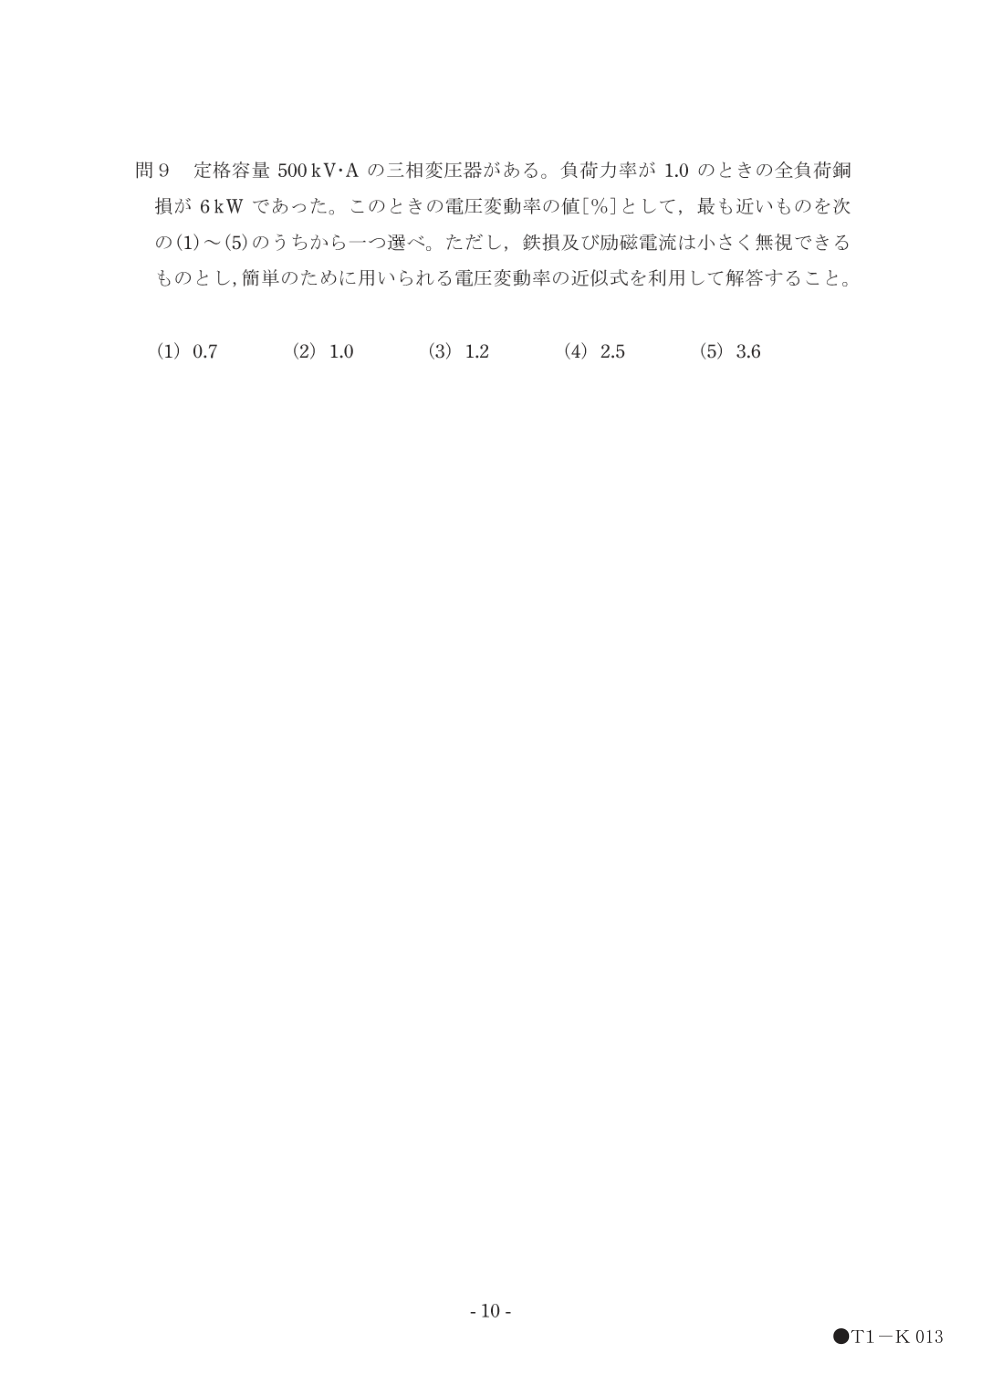 問9 定格容量 500 kV·A の三相変圧器がある。負荷力率が 1.0 のときの全負荷銅
損が 6 kW であった。このときの電圧変動率の値[%]として，最も近いものを次
の(1)～(5)のうちから一つ選べ。ただし，鉄損及び励磁電流は小さく無視できる
ものとし，簡単のために用いられる電圧変動率の近似式を利用して解答すること。
(1) 0.7 (2) 1.0 (3) 1.2 (4) 2.5 (5) 3.6
- 10 -
●T1－K 013